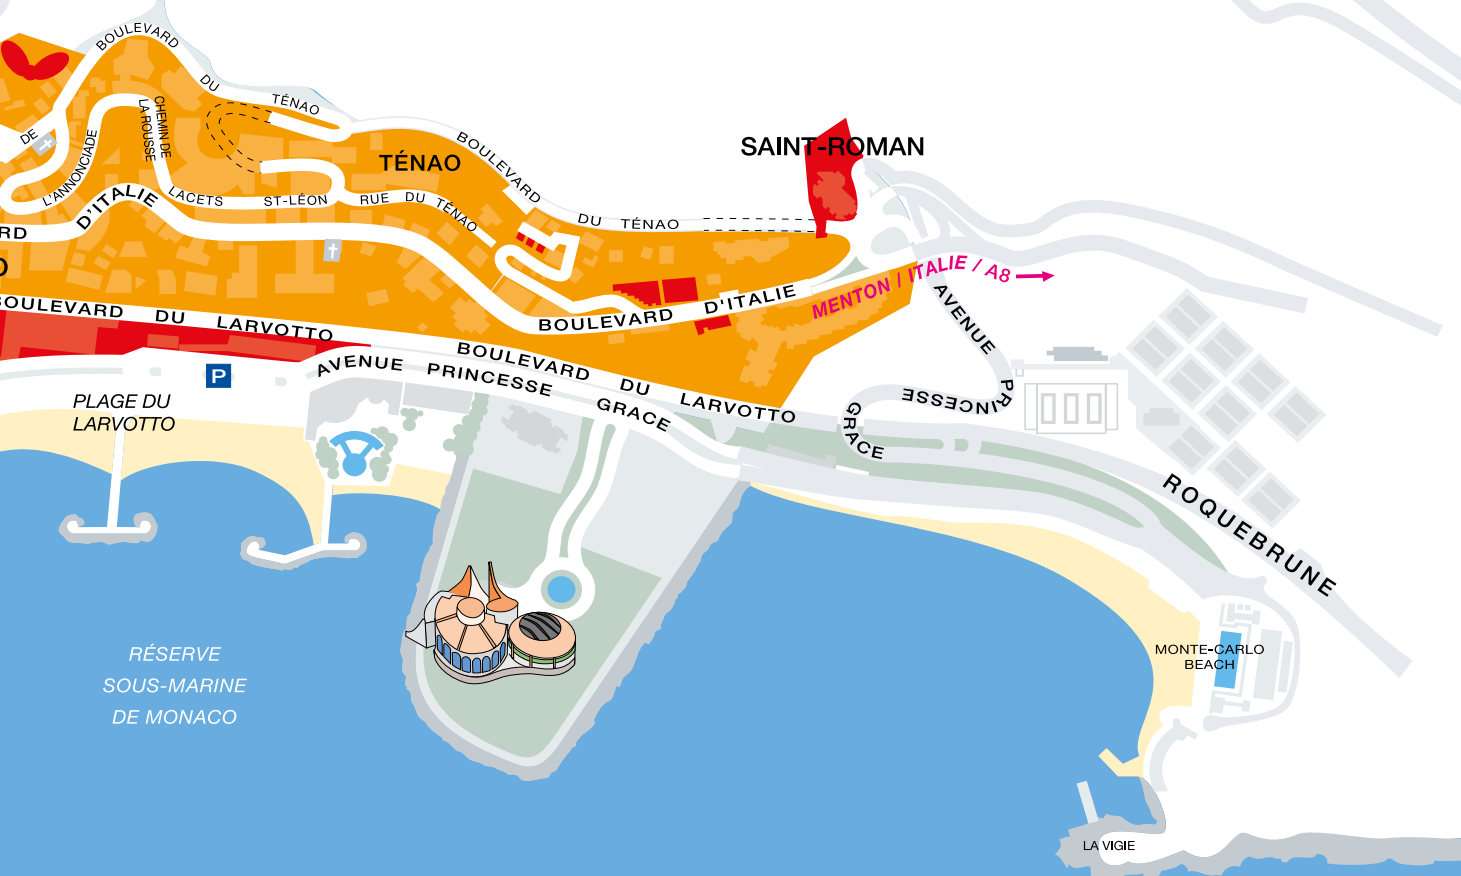 BOULEVARD
DU
TÉNAO
DE
L'ANNONCIADE
CHEMIN DE
LA ROUSSE
LACETS
ST-LÉON
RUE DU TÉNAO
TÉNAO
BOULEVARD
DU TÉNAO
SAINT-ROMAN
RD
D'ITALIE
O
BOULEVARD D'ITALIE
MENTON / ITALIE / A8
AVENUE
PRINCESSE
GRACE
BOULEVARD DU LARVOTTO
P
AVENUE PRINCESSE GRACE
BOULEVARD DU LARVOTTO
PLAGE DU
LARVOTTO
ROQUEBRUNE
RÉSERVE
SOUS-MARINE
DE MONACO
MONTE-CARLO
BEACH
LA VIGIE